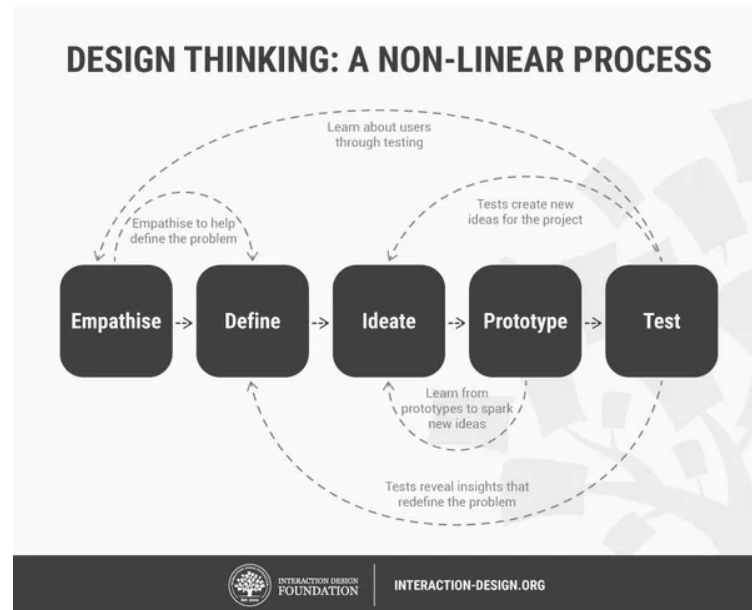 DESIGN THINKING: A NON-LINEAR PROCESS
Learn about users
through testing
Tests create new
ideas for the project
Empathise to help
define the problem
Empathise
Define
Ideate
Prototype
Test
Learn from
prototypes to spark
new ideas
Tests reveal insights that
redefine the problem
INTERACTION DESIGN
FOUNDATION
INTERACTION-DESIGN.ORG